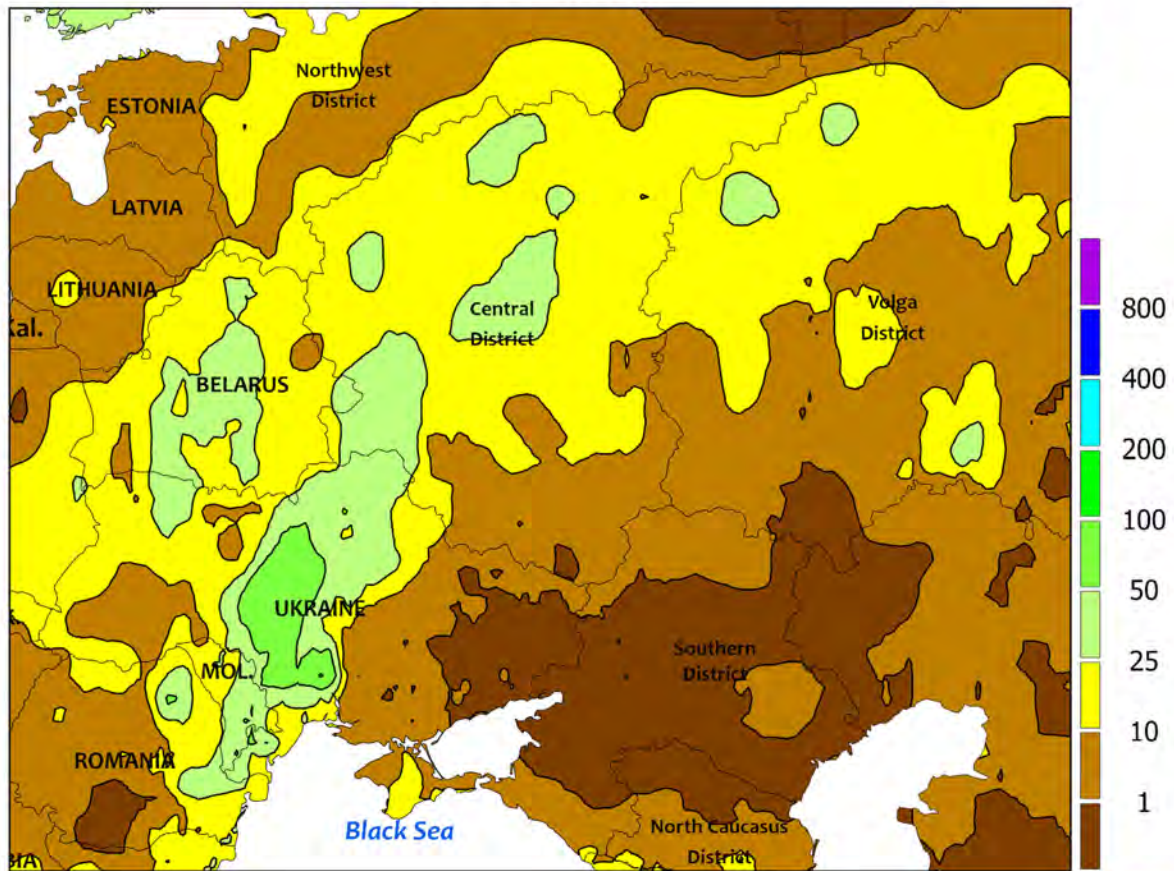 Northwest
District
ESTONIA
LATVIA
LITHUANIA
Kal.
BELARUS
Central
District
Volga
District
UKRAINE
MOL.
Southern
District
ROMANIA
Black Sea
North Caucasus
District
800
400
200
100
50
25
10
1